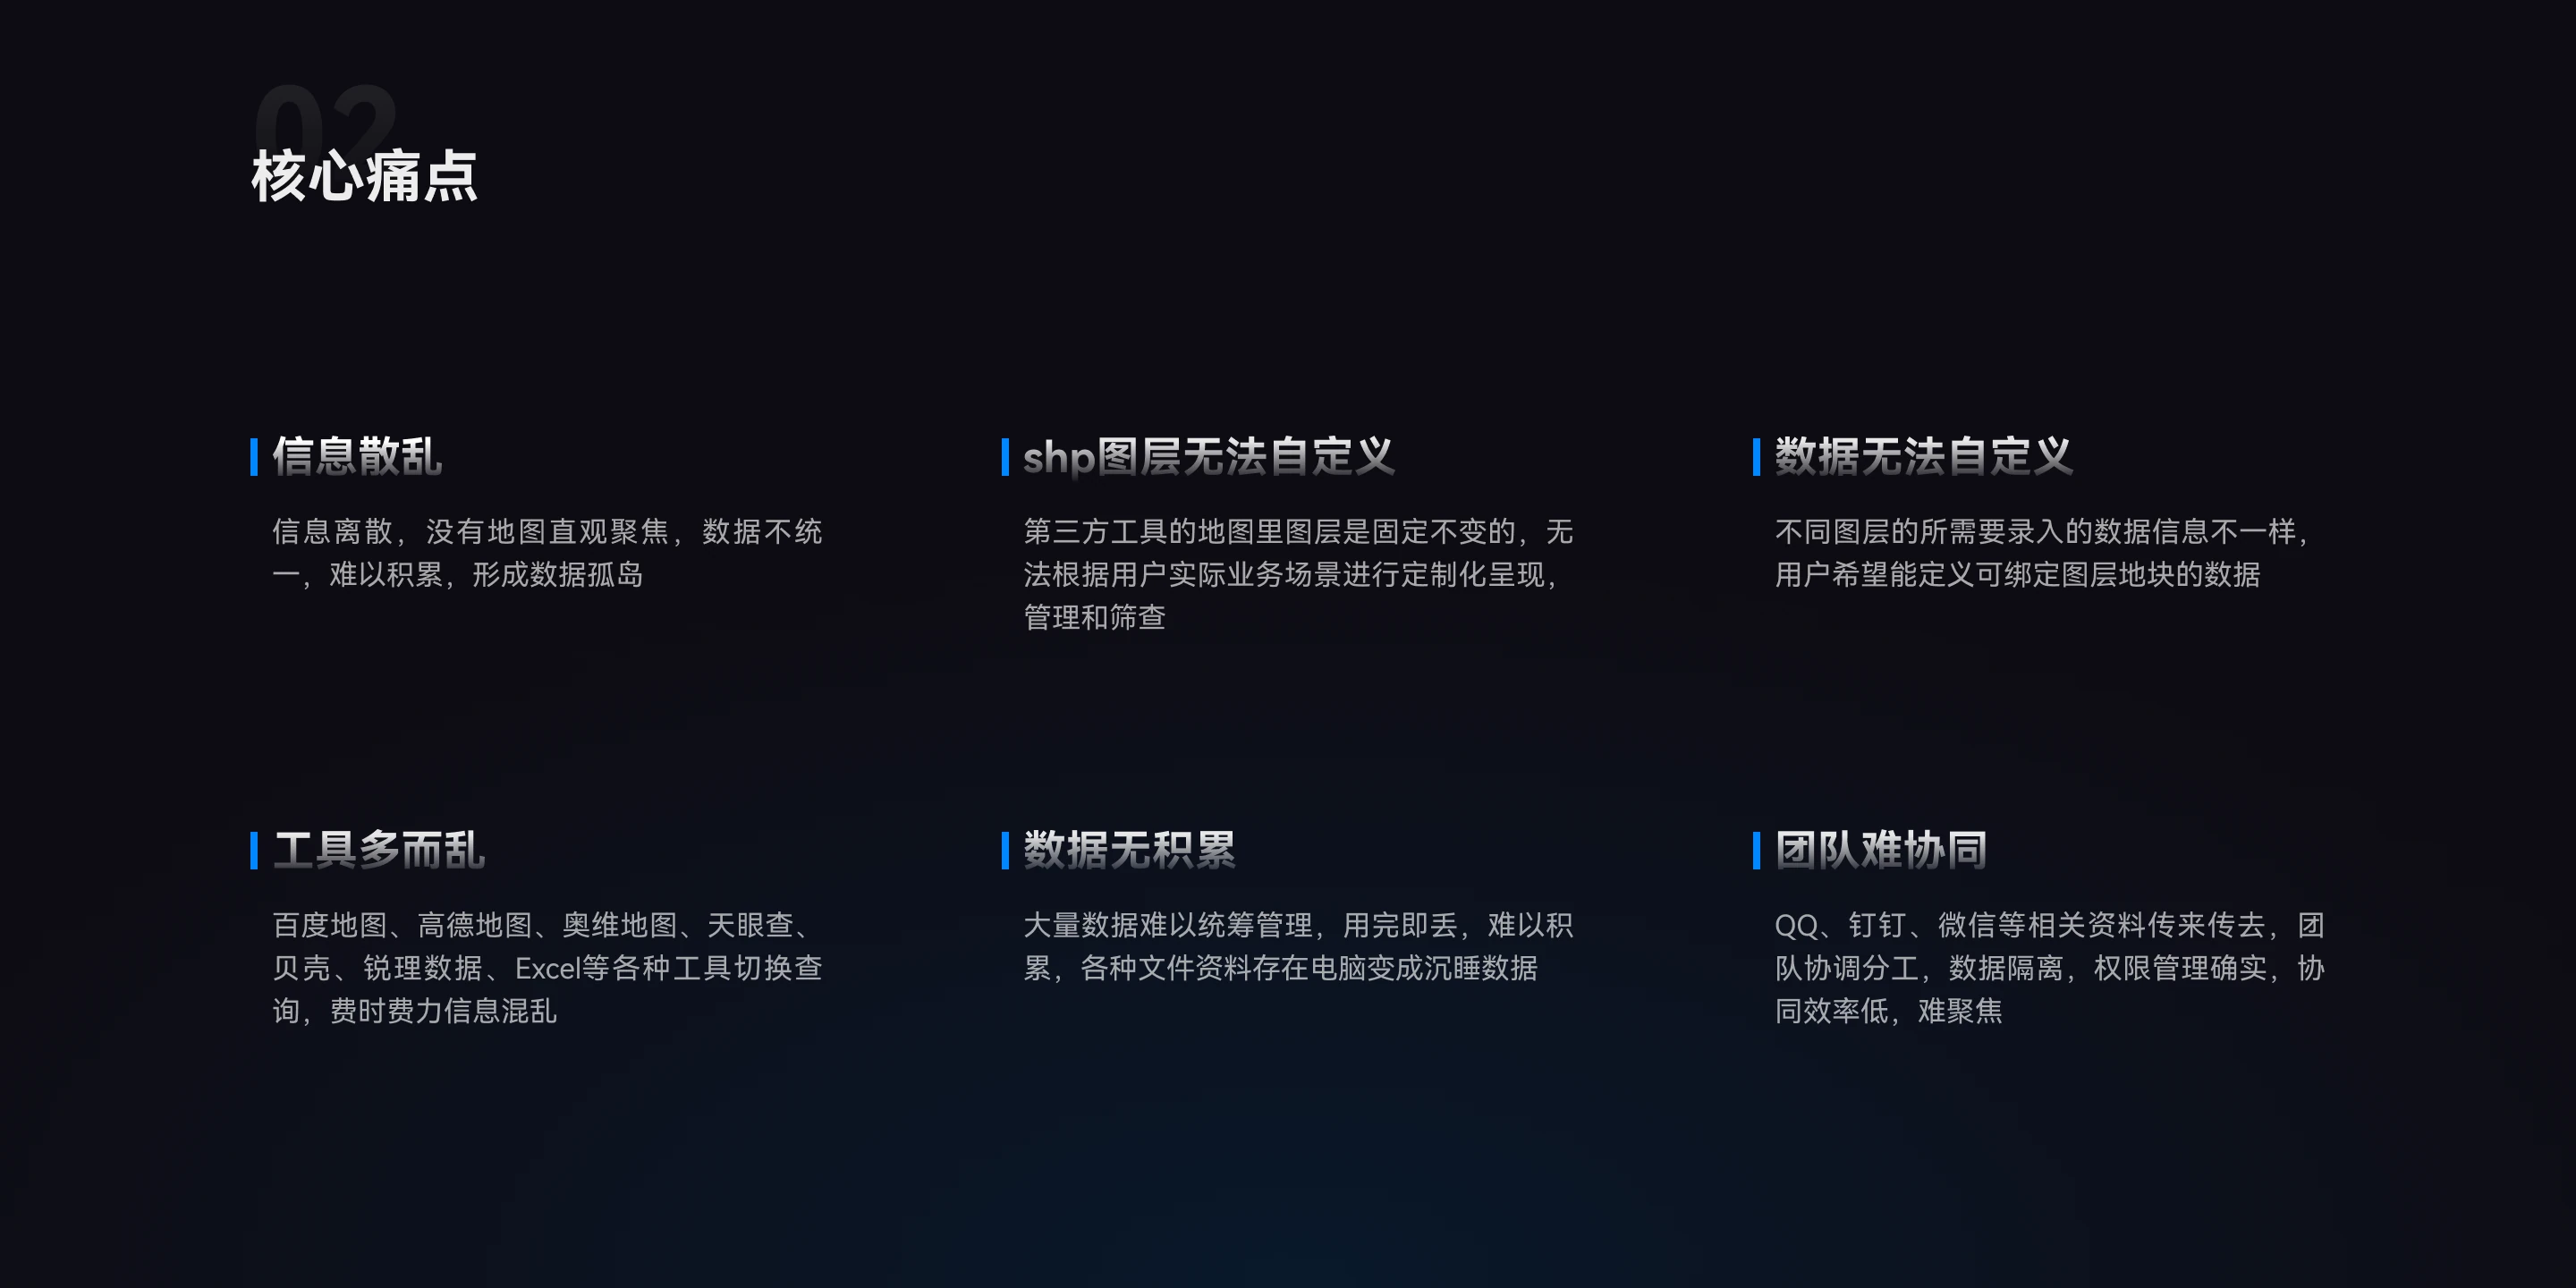 02
核心痛点
信息散乱
信息离散，没有地图直观聚焦，数据不统
一，难以积累，形成数据孤岛
shp图层无法自定义
第三方工具的地图里图层是固定不变的，无
法根据用户实际业务场景进行定制化呈现，
管理和筛查
数据无法自定义
不同图层的所需要录入的数据信息不一样，
用户希望能定义可绑定图层地块的数据
工具多而乱
百度地图、高德地图、奥维地图、天眼查、
贝壳、锐理数据、Excel等各种工具切换查
询，费时费力信息混乱
数据无积累
大量数据难以统筹管理，用完即丢，难以积
累，各种文件资料存在电脑变成沉睡数据
团队难协同
QQ、钉钉、微信等相关资料传来传去，团
队协调分工，数据隔离，权限管理确实，协
同效率低，难聚焦